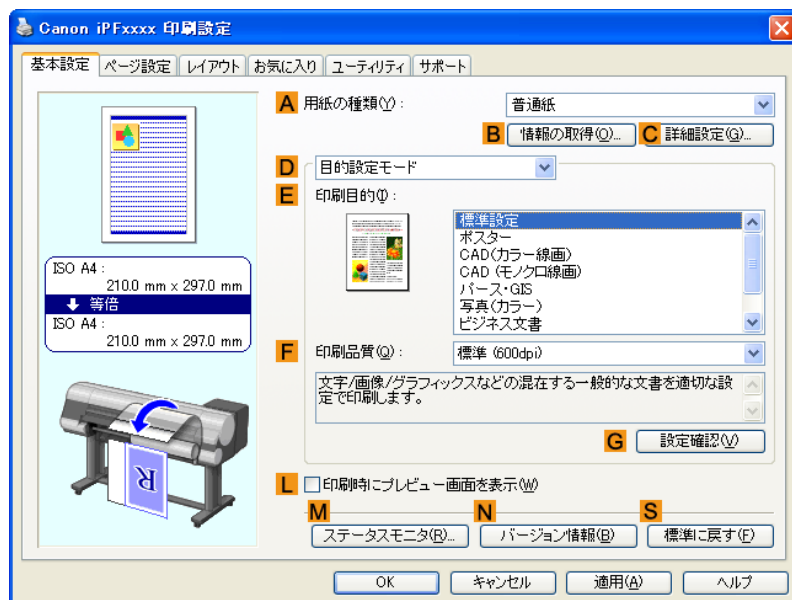 Canon iPFxxxx 印刷設定
基本設定 ページ設定 レイアウト お気に入り ユーティリティ サポート
A 用紙の種類(Y): 普通紙
B 情報の取得(O)... C 詳細設定(G)...
D 目的設定モード
E 印刷目的(I):
標準設定
ポスター
CAD(カラー線画)
CAD (モノクロ線画)
パース・GIS
写真(カラー)
ビジネス文書
ISO A4 :
210.0 mm x 297.0 mm
等倍
ISO A4 :
210.0 mm x 297.0 mm
F 印刷品質(Q): 標準 (600dpi)
文字/画像/グラフィックスなどの混在する一般的な文書を適切な設
定で印刷します。
G 設定確認(V)
R
L 印刷時にプレビュー画面を表示(W)
M N S
ステータスモニタ(R)... バージョン情報(B) 標準に戻す(F)
OK キャンセル 適用(A) ヘルプ